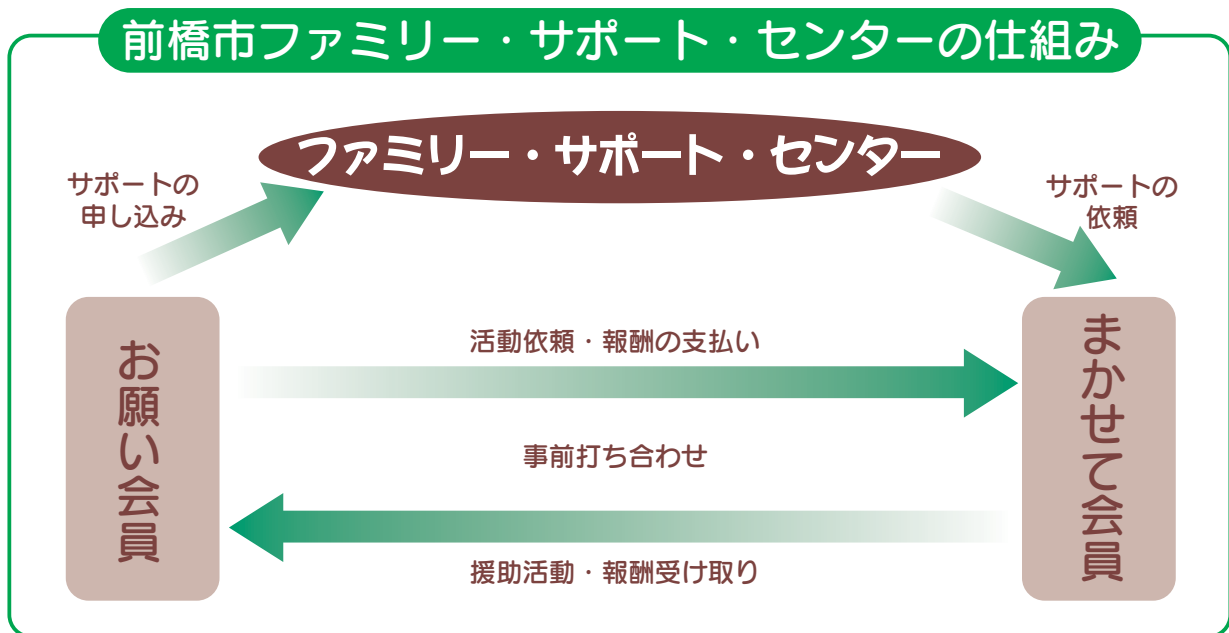 前橋市ファミリー・サポート・センターの仕組み
ファミリー・サポート・センター
サポートの
申し込み
サポートの
依頼
お願い会員
活動依頼・報酬の支払い
事前打ち合わせ
援助活動・報酬受け取り
まかせて会員